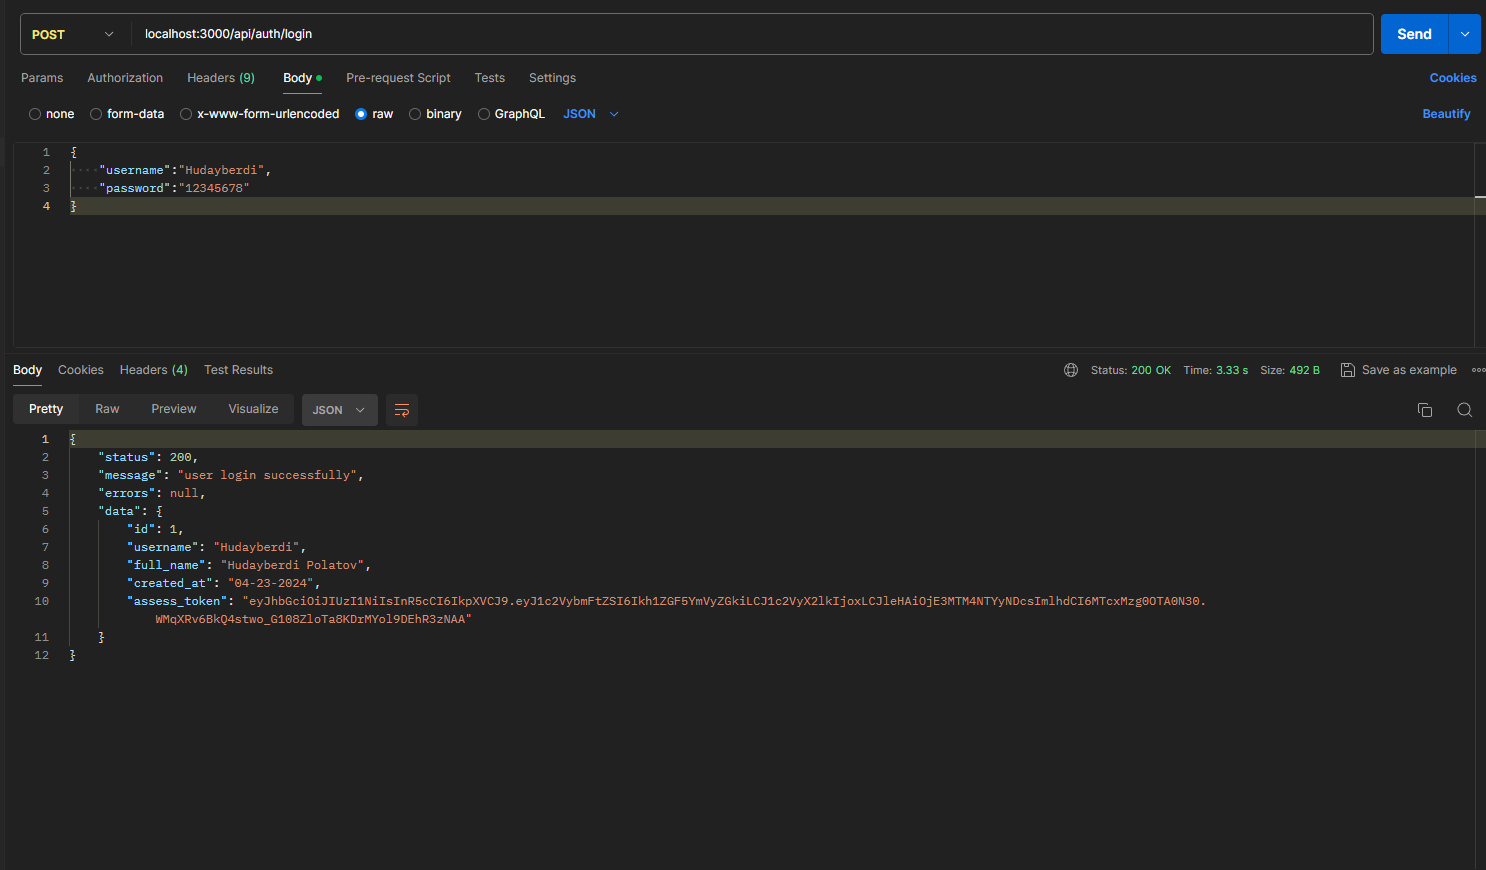 POST localhost:3000/api/auth/login Send
Params Authorization Headers (9) Body Pre-request Script Tests Settings Cookies
none form-data x-www-form-urlencoded raw binary GraphQL JSON Beautify
1 {
2 ····"username":"Hudayberdi",
3 ····"password":"12345678"
4 }
Body Cookies Headers (4) Test Results Status: 200 OK Time: 3.33 s Size: 492 B Save as example
Pretty Raw Preview Visualize JSON
1 {
2 "status": 200,
3 "message": "user login successfully",
4 "errors": null,
5 "data": {
6 "id": 1,
7 "username": "Hudayberdi",
8 "full_name": "Hudayberdi Polatov",
9 "created_at": "04-23-2024",
10 "assess_token": "eyJhbGciOiJIUzI1NiIsInR5cCI6IkpXVCJ9.eyJ1c2VybmFtZSI6Ikh1ZGF5YmVyZGkiLCJ1c2VyX2lkIjoxLCJleHAiOjE3MTM4NTYyNDcsImlhdCI6MTcxMzg0OTA0N30.
WMqXRv6BkQ4stwo_G108ZloTa8KDrMYol9DEhR3zNAA"
11 }
12 }